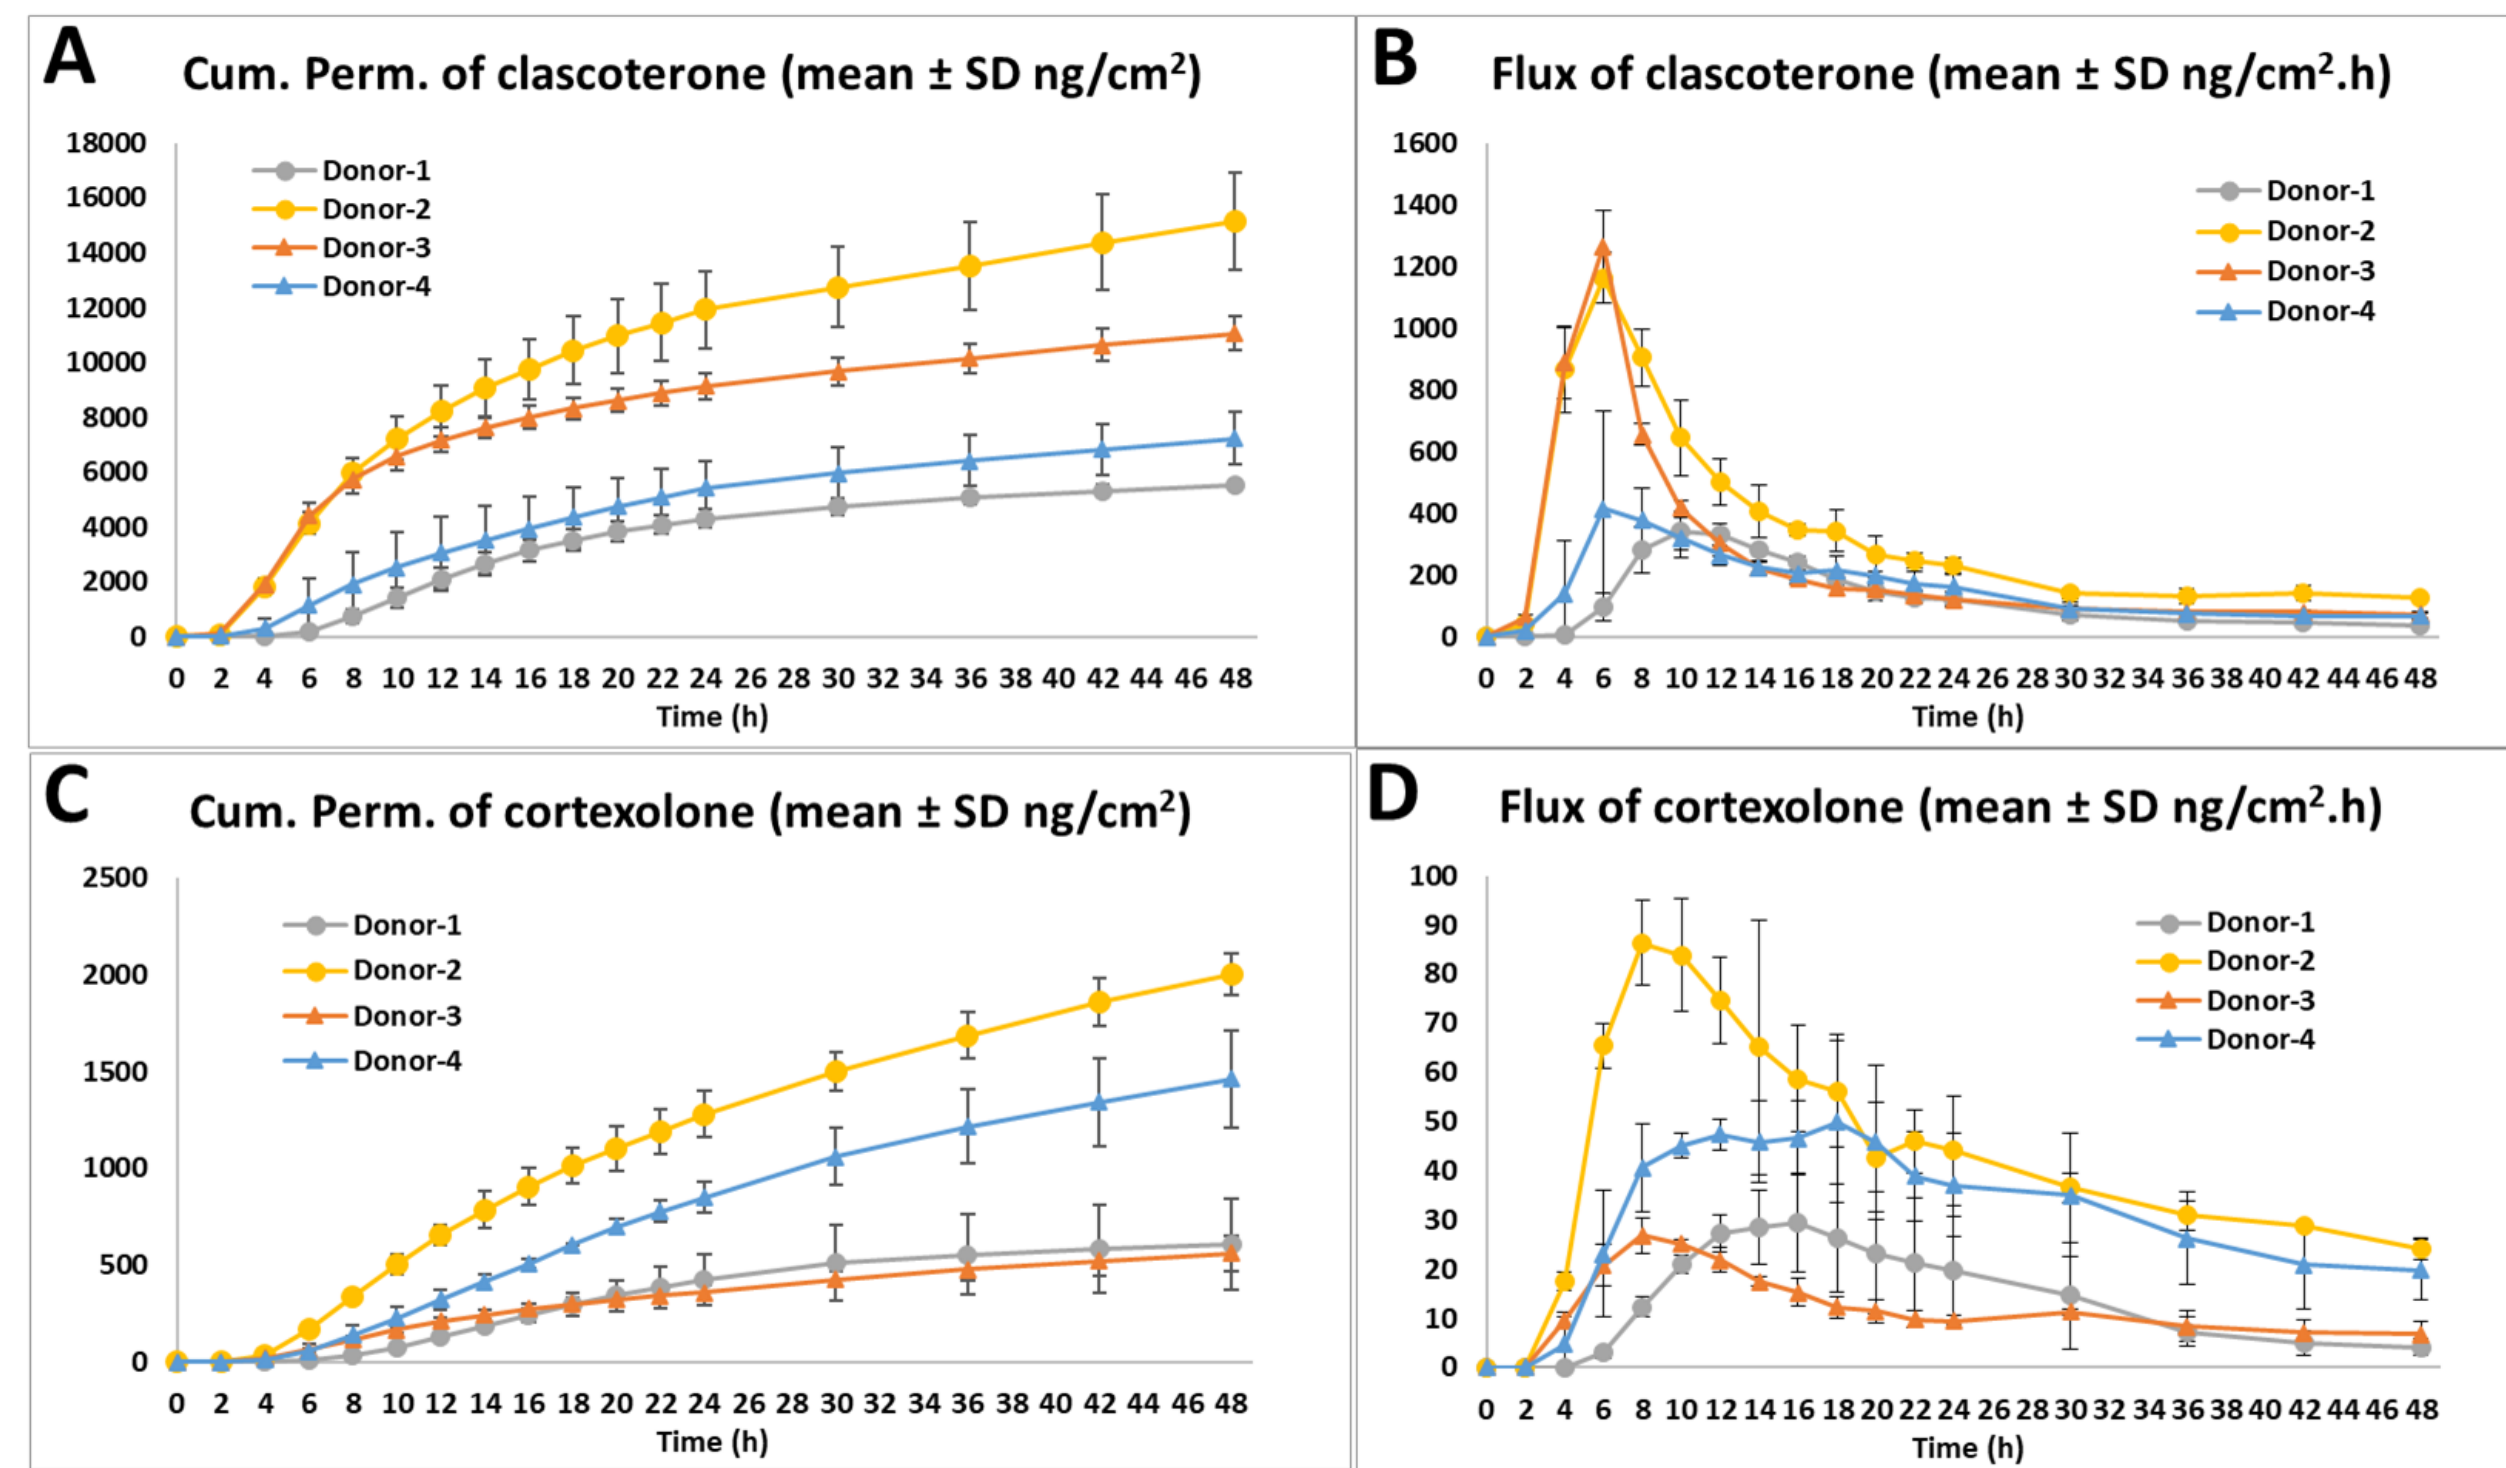 A
Cum. Perm. of clascoterone (mean ± SD ng/cm²)
18000
16000
14000
12000
10000
8000
6000
4000
2000
0
Donor-1
Donor-2
Donor-3
Donor-4
0 2 4 6 8 10 12 14 16 18 20 22 24 26 28 30 32 34 36 38 40 42 44 46 48
Time (h)
B
Flux of clascoterone (mean ± SD ng/cm².h)
1600
1400
1200
1000
800
600
400
200
0
Donor-1
Donor-2
Donor-3
Donor-4
0 2 4 6 8 10 12 14 16 18 20 22 24 26 28 30 32 34 36 38 40 42 44 46 48
Time (h)
C
Cum. Perm. of cortexolone (mean ± SD ng/cm²)
2500
2000
1500
1000
500
0
Donor-1
Donor-2
Donor-3
Donor-4
0 2 4 6 8 10 12 14 16 18 20 22 24 26 28 30 32 34 36 38 40 42 44 46 48
Time (h)
D
Flux of cortexolone (mean ± SD ng/cm².h)
100
90
80
70
60
50
40
30
20
10
0
Donor-1
Donor-2
Donor-3
Donor-4
0 2 4 6 8 10 12 14 16 18 20 22 24 26 28 30 32 34 36 38 40 42 44 46 48
Time (h)